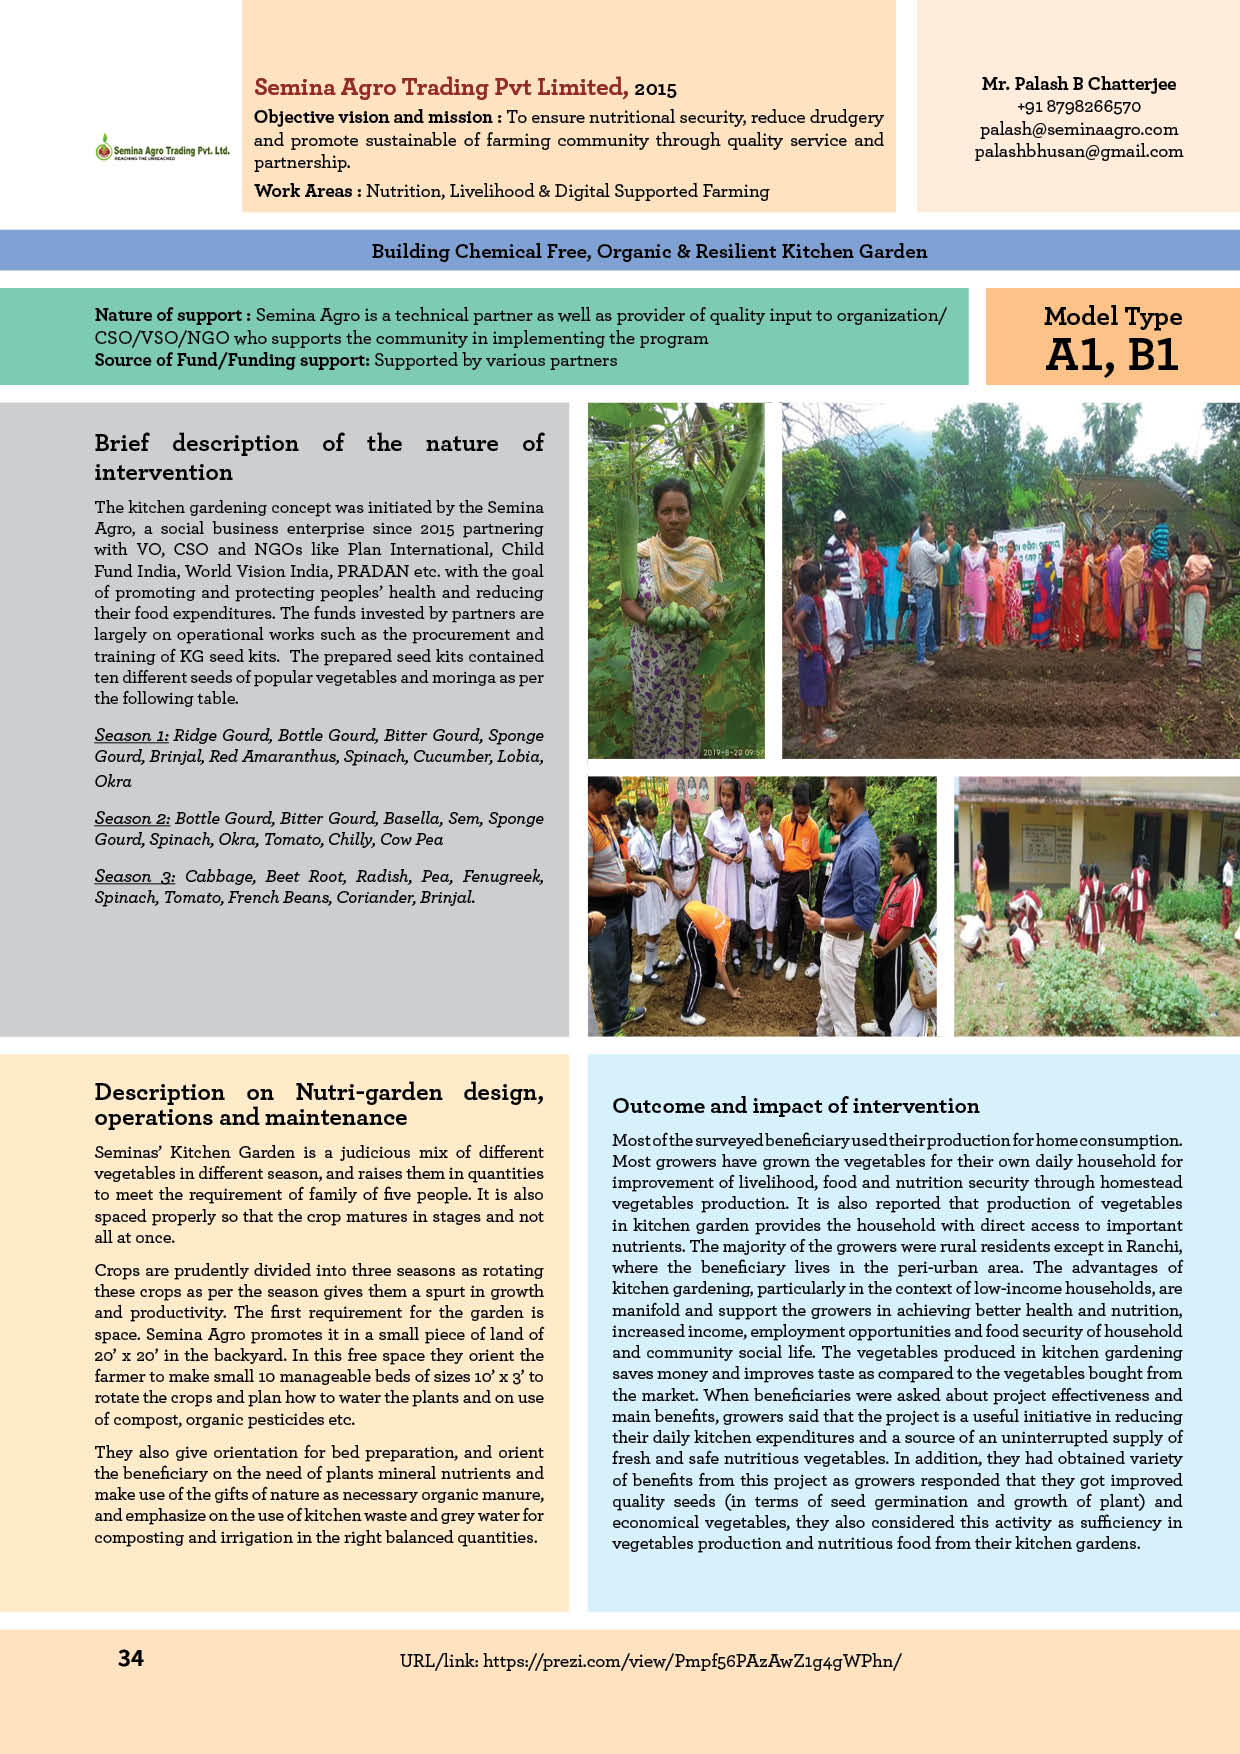 Semina Agro Trading Pvt. Ltd.
REACHING THE UNREACHED
Semina Agro Trading Pvt Limited, 2015
Objective vision and mission : To ensure nutritional security, reduce drudgery
and promote sustainable of farming community through quality service and
partnership.
Work Areas : Nutrition, Livelihood & Digital Supported Farming
Mr. Palash B Chatterjee
+91 8798266570
palash@seminaagro.com
palashbhusan@gmail.com
Building Chemical Free, Organic & Resilient Kitchen Garden
Nature of support : Semina Agro is a technical partner as well as provider of quality input to organization/
CSO/VSO/NGO who supports the community in implementing the program
Source of Fund/Funding support: Supported by various partners
Model Type
A1, B1
Brief description of the nature of
intervention
The kitchen gardening concept was initiated by the Semina
Agro, a social business enterprise since 2015 partnering
with VO, CSO and NGOs like Plan International, Child
Fund India, World Vision India, PRADAN etc. with the goal
of promoting and protecting peoples’ health and reducing
their food expenditures. The funds invested by partners are
largely on operational works such as the procurement and
training of KG seed kits. The prepared seed kits contained
ten different seeds of popular vegetables and moringa as per
the following table.
Season 1: Ridge Gourd, Bottle Gourd, Bitter Gourd, Sponge
Gourd, Brinjal, Red Amaranthus, Spinach, Cucumber, Lobia,
Okra
Season 2: Bottle Gourd, Bitter Gourd, Basella, Sem, Sponge
Gourd, Spinach, Okra, Tomato, Chilly, Cow Pea
Season 3: Cabbage, Beet Root, Radish, Pea, Fenugreek,
Spinach, Tomato, French Beans, Coriander, Brinjal.
2019-8-20 09:57
Description on Nutri-garden design,
operations and maintenance
Seminas’ Kitchen Garden is a judicious mix of different
vegetables in different season, and raises them in quantities
to meet the requirement of family of five people. It is also
spaced properly so that the crop matures in stages and not
all at once.
Crops are prudently divided into three seasons as rotating
these crops as per the season gives them a spurt in growth
and productivity. The first requirement for the garden is
space. Semina Agro promotes it in a small piece of land of
20’ x 20’ in the backyard. In this free space they orient the
farmer to make small 10 manageable beds of sizes 10’ x 3’ to
rotate the crops and plan how to water the plants and on use
of compost, organic pesticides etc.
They also give orientation for bed preparation, and orient
the beneficiary on the need of plants mineral nutrients and
make use of the gifts of nature as necessary organic manure,
and emphasize on the use of kitchen waste and grey water for
composting and irrigation in the right balanced quantities.
Outcome and impact of intervention
Most of the surveyed beneficiary used their production for home consumption.
Most growers have grown the vegetables for their own daily household for
improvement of livelihood, food and nutrition security through homestead
vegetables production. It is also reported that production of vegetables
in kitchen garden provides the household with direct access to important
nutrients. The majority of the growers were rural residents except in Ranchi,
where the beneficiary lives in the peri-urban area. The advantages of
kitchen gardening, particularly in the context of low-income households, are
manifold and support the growers in achieving better health and nutrition,
increased income, employment opportunities and food security of household
and community social life. The vegetables produced in kitchen gardening
saves money and improves taste as compared to the vegetables bought from
the market. When beneficiaries were asked about project effectiveness and
main benefits, growers said that the project is a useful initiative in reducing
their daily kitchen expenditures and a source of an uninterrupted supply of
fresh and safe nutritious vegetables. In addition, they had obtained variety
of benefits from this project as growers responded that they got improved
quality seeds (in terms of seed germination and growth of plant) and
economical vegetables, they also considered this activity as sufficiency in
vegetables production and nutritious food from their kitchen gardens.
34
URL/link: https://prezi.com/view/Pmpf56PAzAwZ1g4gWPhn/